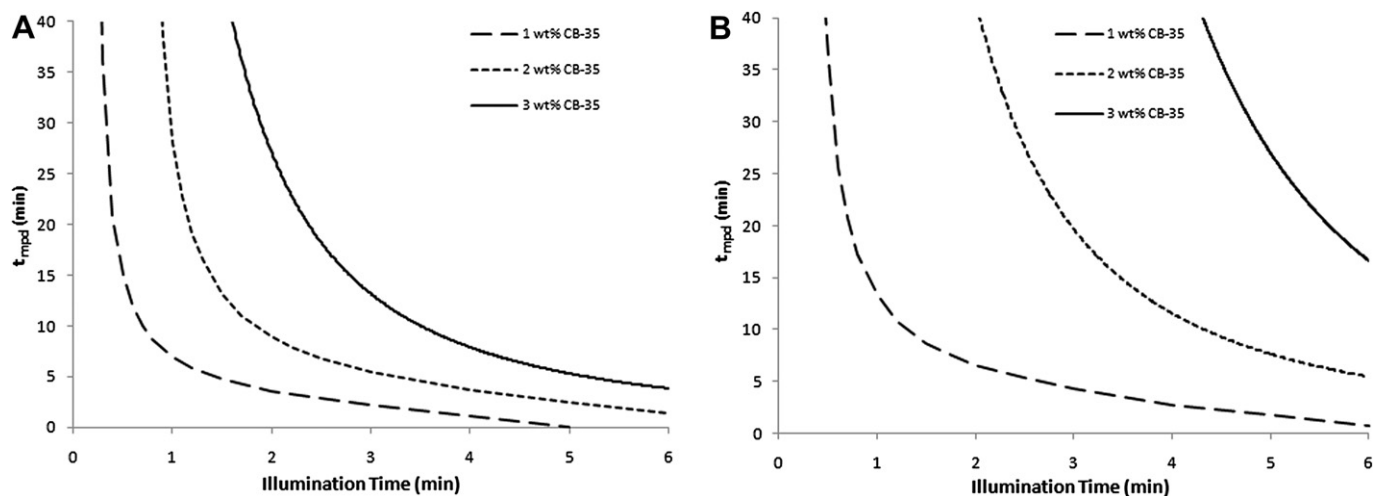 A
1 wt% CB-35
2 wt% CB-35
3 wt% CB-35
40
35
30
25
20
15
10
5
0
t_mpd (min)
0 1 2 3 4 5 6
Illumination Time (min)
B
1 wt% CB-35
2 wt% CB-35
3 wt% CB-35
40
35
30
25
20
15
10
5
0
t_mpd (min)
0 1 2 3 4 5 6
Illumination Time (min)